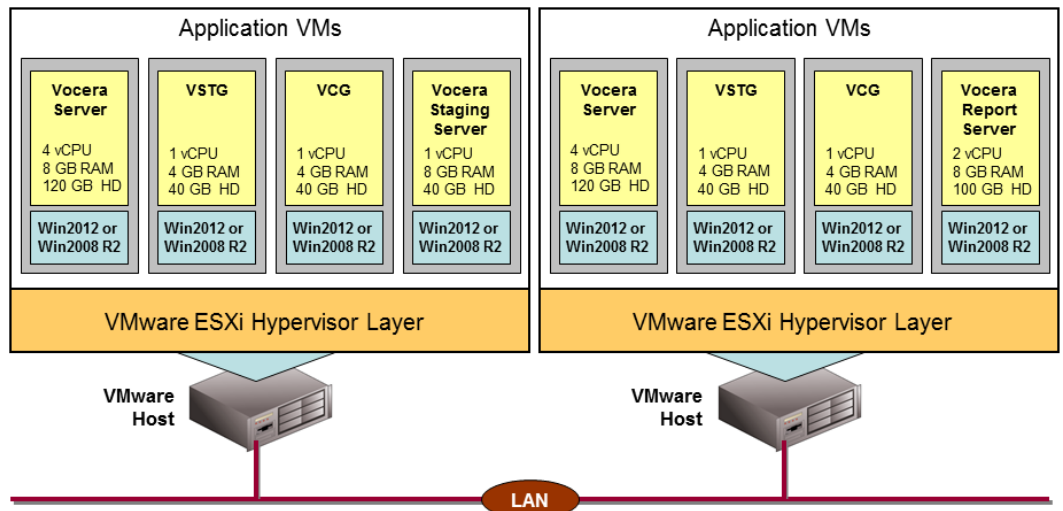 Application VMs
Vocera
Server
4 vCPU
8 GB RAM
120 GB HD
Win2012 or
Win2008 R2
VSTG
1 vCPU
4 GB RAM
40 GB HD
Win2012 or
Win2008 R2
VCG
1 vCPU
4 GB RAM
40 GB HD
Win2012 or
Win2008 R2
Vocera
Staging
Server
1 vCPU
8 GB RAM
40 GB HD
Win2012 or
Win2008 R2
VMware ESXi Hypervisor Layer
VMware
Host
Application VMs
Vocera
Server
4 vCPU
8 GB RAM
120 GB HD
Win2012 or
Win2008 R2
VSTG
1 vCPU
4 GB RAM
40 GB HD
Win2012 or
Win2008 R2
VCG
1 vCPU
4 GB RAM
40 GB HD
Win2012 or
Win2008 R2
Vocera
Report
Server
2 vCPU
8 GB RAM
100 GB HD
Win2012 or
Win2008 R2
VMware ESXi Hypervisor Layer
VMware
Host
LAN